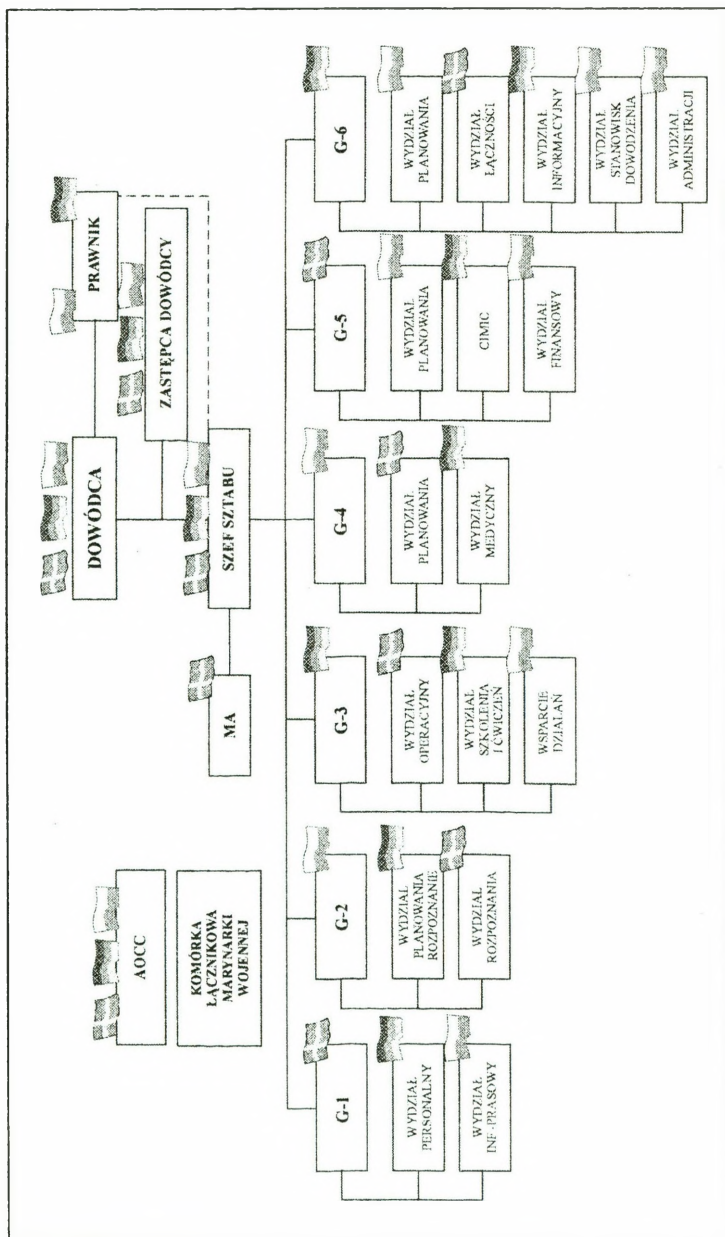 AOCC
KOMÓRKA
ŁĄCZNIKOWA
MARYNARKI
WOJENNEJ
DOWÓDCA
PRAWNIK
ZASTĘPCA DOWÓDCY
MA
SZEF SZTABU
G-1
WYDZIAŁ
PERSONALNY
WYDZIAŁ
INF-PRASOWY
G-2
WYDZIAŁ
PLANOWANIA
ROZPOZNANIE
WYDZIAŁ
ROZPOZNANIA
G-3
WYDZIAŁ
OPERACYJNY
WYDZIAŁ
SZKOLENIA
I ĆWICZEŃ
WSPARCIE
DZIAŁAŃ
G-4
WYDZIAŁ
PLANOWANIA
WYDZIAŁ
MEDYCZNY
G-5
WYDZIAŁ
PLANOWANIA
CIMIC
WYDZIAŁ
FINANSOWY
G-6
WYDZIAŁ
PLANOWANIA
WYDZIAŁ
ŁĄCZNOŚCI
WYDZIAŁ
INFORMACYJNY
WYDZIAŁ
STANOWISK
DOWODZENIA
WYDZIAŁ
ADMINISTRACJI